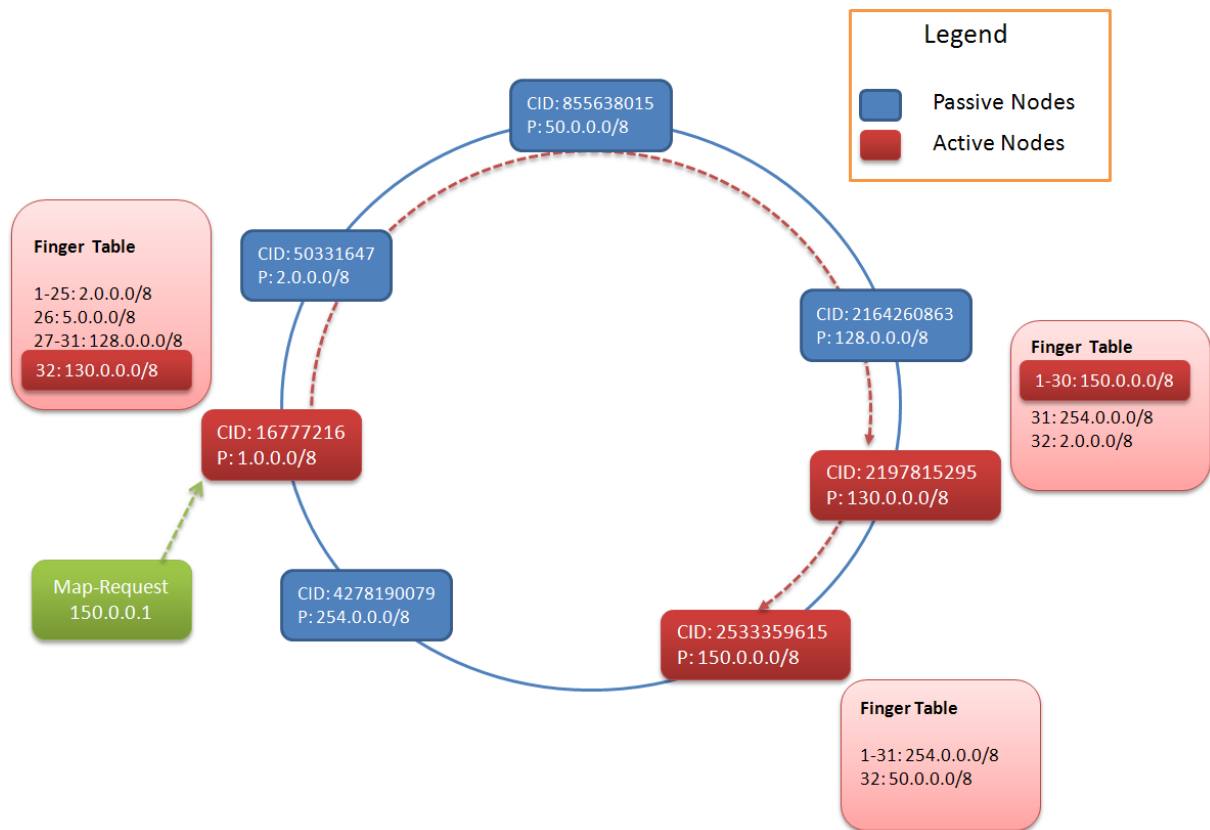 Legend
Passive Nodes
Active Nodes
CID: 855638015
P: 50.0.0.0/8
CID: 50331647
P: 2.0.0.0/8
Finger Table
1-25: 2.0.0.0/8
26: 5.0.0.0/8
27-31: 128.0.0.0/8
32: 130.0.0.0/8
CID: 2164260863
P: 128.0.0.0/8
Finger Table
1-30: 150.0.0.0/8
31: 254.0.0.0/8
32: 2.0.0.0/8
CID: 16777216
P: 1.0.0.0/8
CID: 2197815295
P: 130.0.0.0/8
Map-Request
150.0.0.1
CID: 4278190079
P: 254.0.0.0/8
CID: 2533359615
P: 150.0.0.0/8
Finger Table
1-31: 254.0.0.0/8
32: 50.0.0.0/8